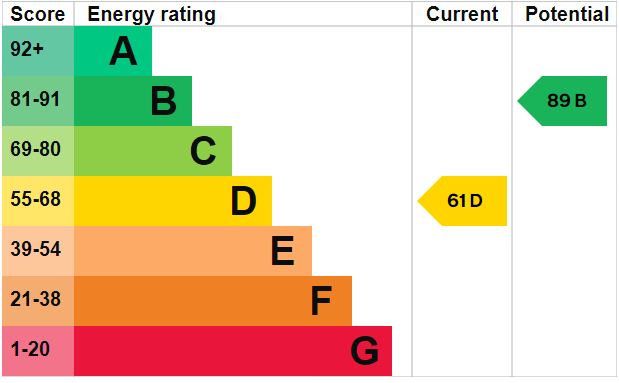 Score Energy rating Current Potential
92+ A
81-91 B 89 B
69-80 C
55-68 D 61 D
39-54 E
21-38 F
1-20 G